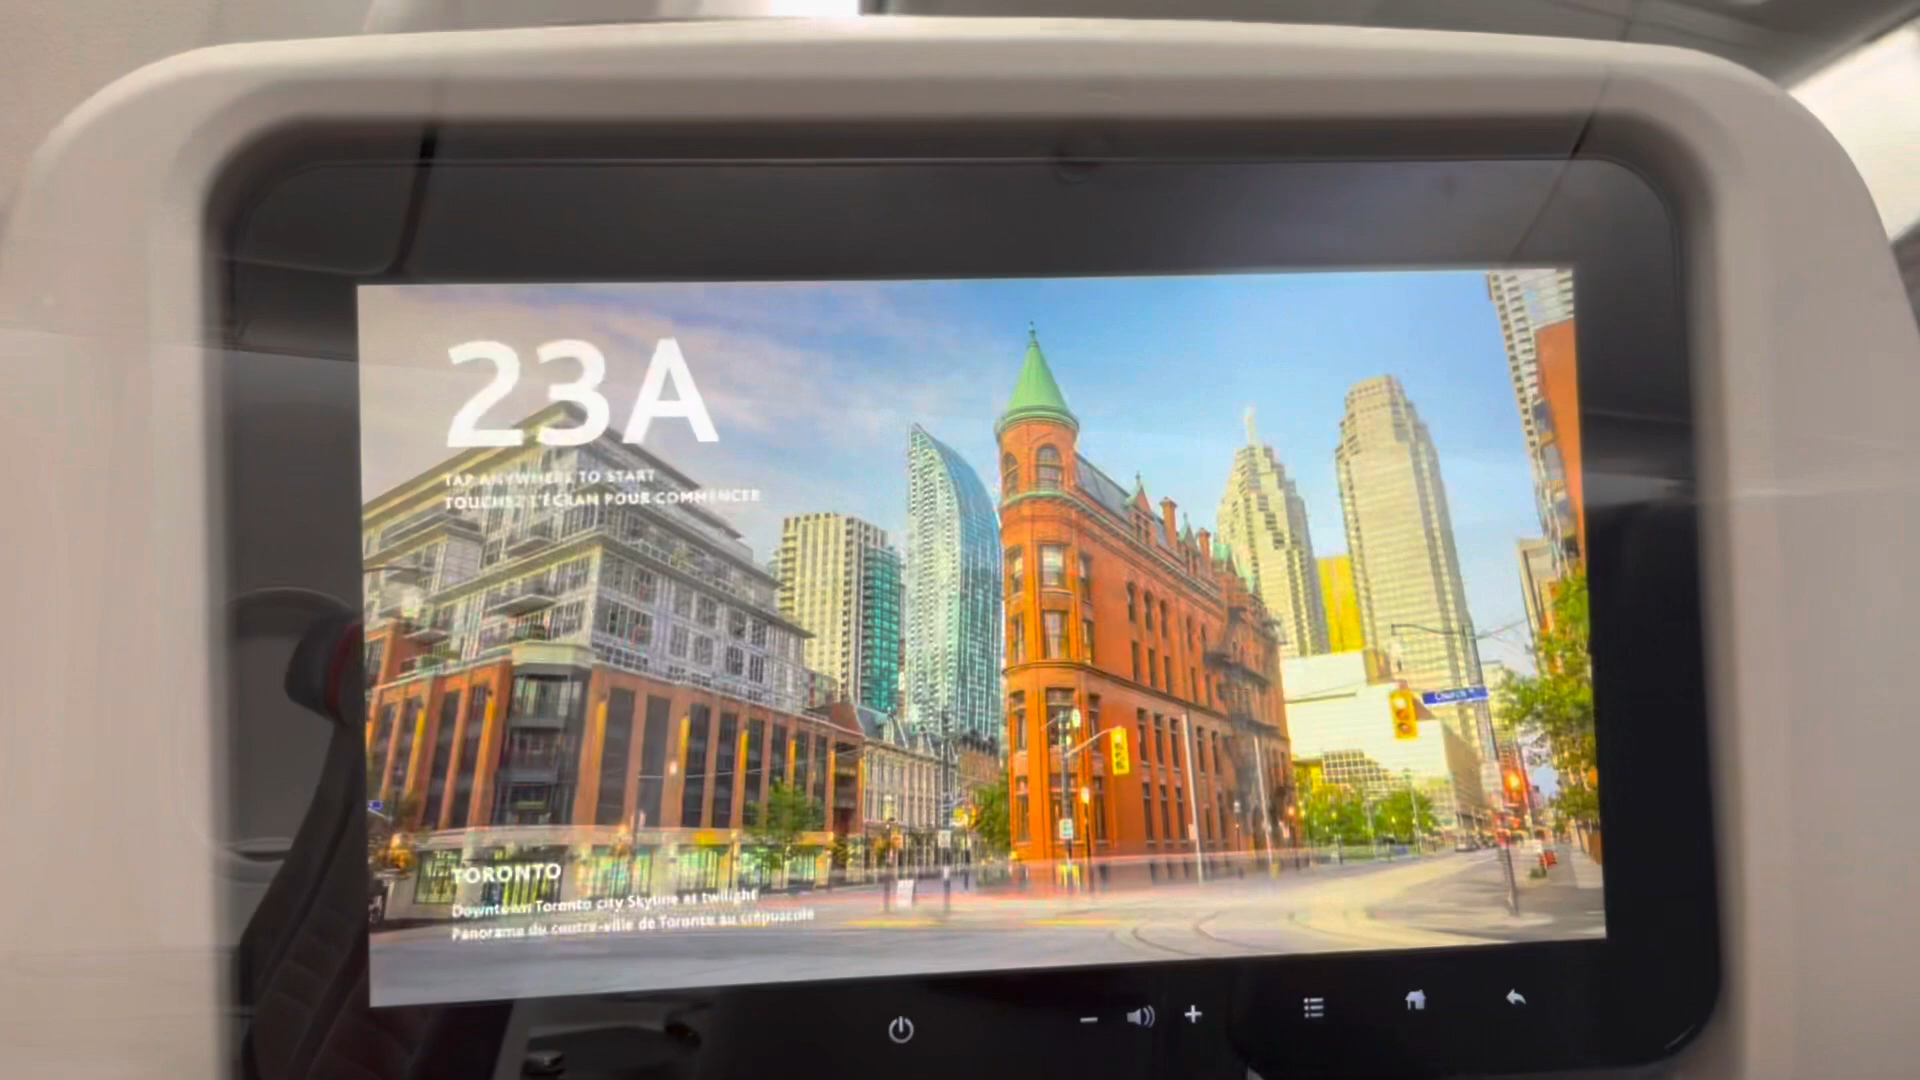 23A
TAP ANYWHERE TO START
TOUCHEZ L'ÉCRAN POUR COMMENCER
Church
TORONTO
Downtown Toronto city Skyline at twilight
Panorama du centre-ville de Toronto au crépuscule